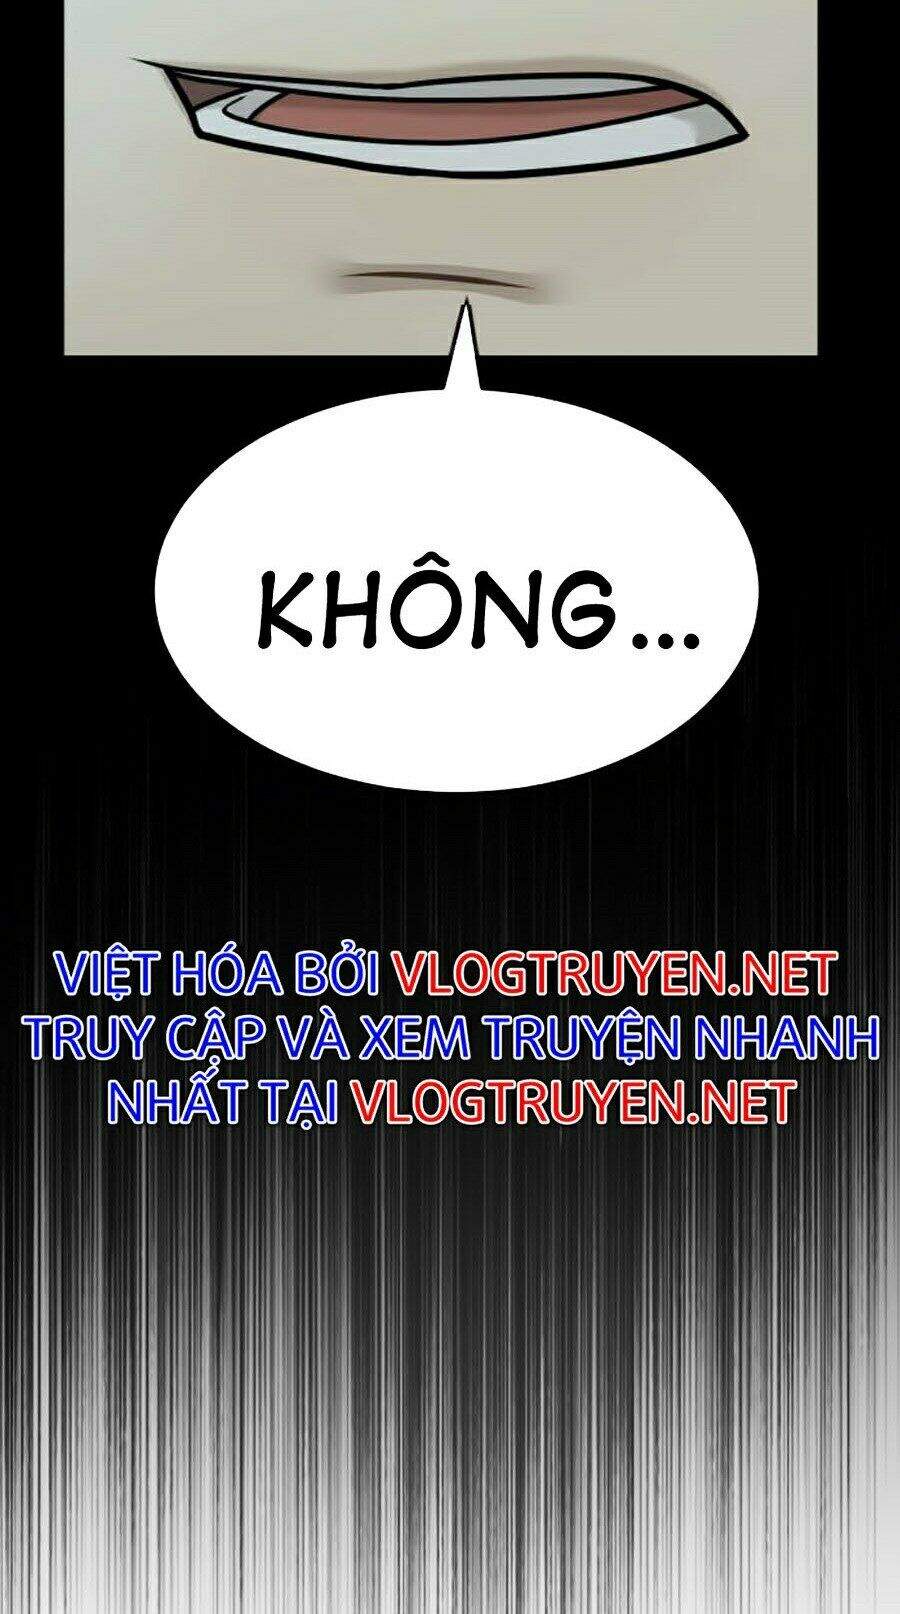 KHÔNG...
VIỆT HÓA BỞI VLOGTRUYEN.NET
TRUY CẬP VÀ XEM TRUYỆN NHANH
NHẤT TẠI VLOGTRUYEN.NET